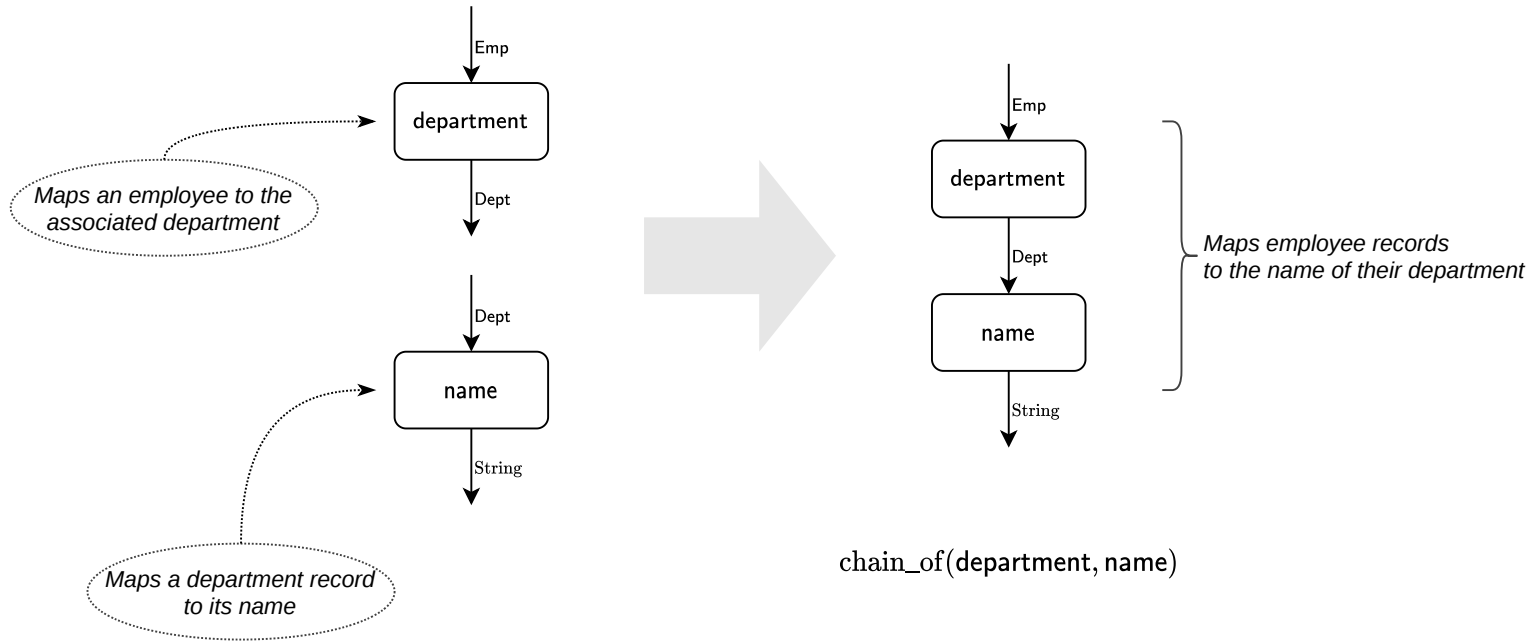 Emp
department
Maps an employee to the
associated department
Dept
Dept
name
String
Maps a department record
to its name
Emp
department
Dept
name
String
Maps employee records
to the name of their department
chain_of(department, name)